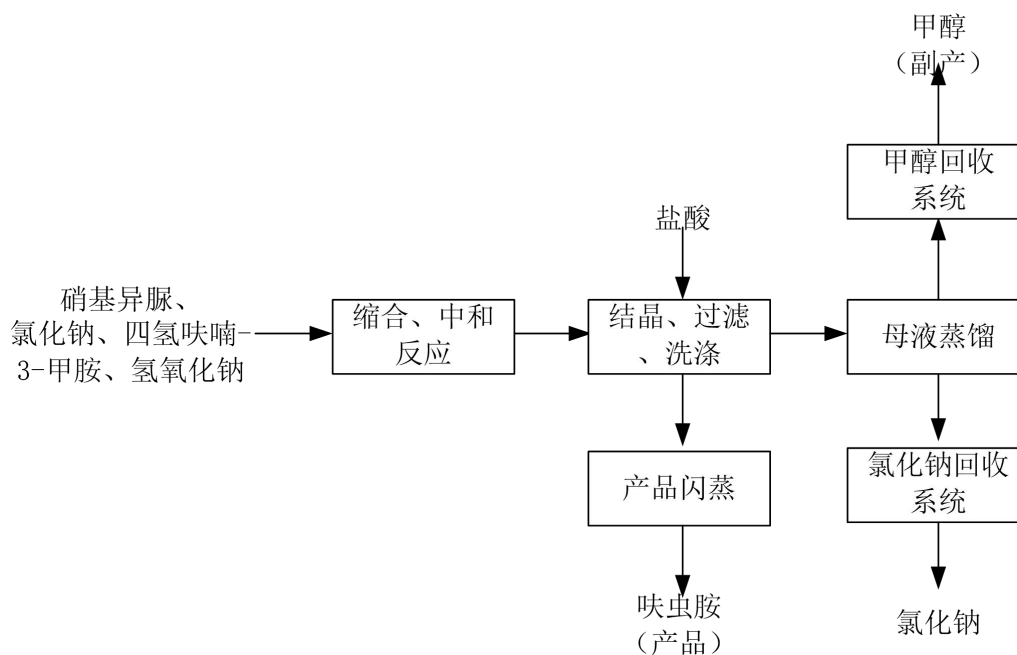 甲醇
（副产）
甲醇回收
系统
盐酸
硝基异脲、
氯化钠、四氢呋喃-
3-甲胺、氢氧化钠
缩合、中和
反应
结晶、过滤
、洗涤
母液蒸馏
产品闪蒸
氯化钠回收
系统
呋虫胺
（产品）
氯化钠